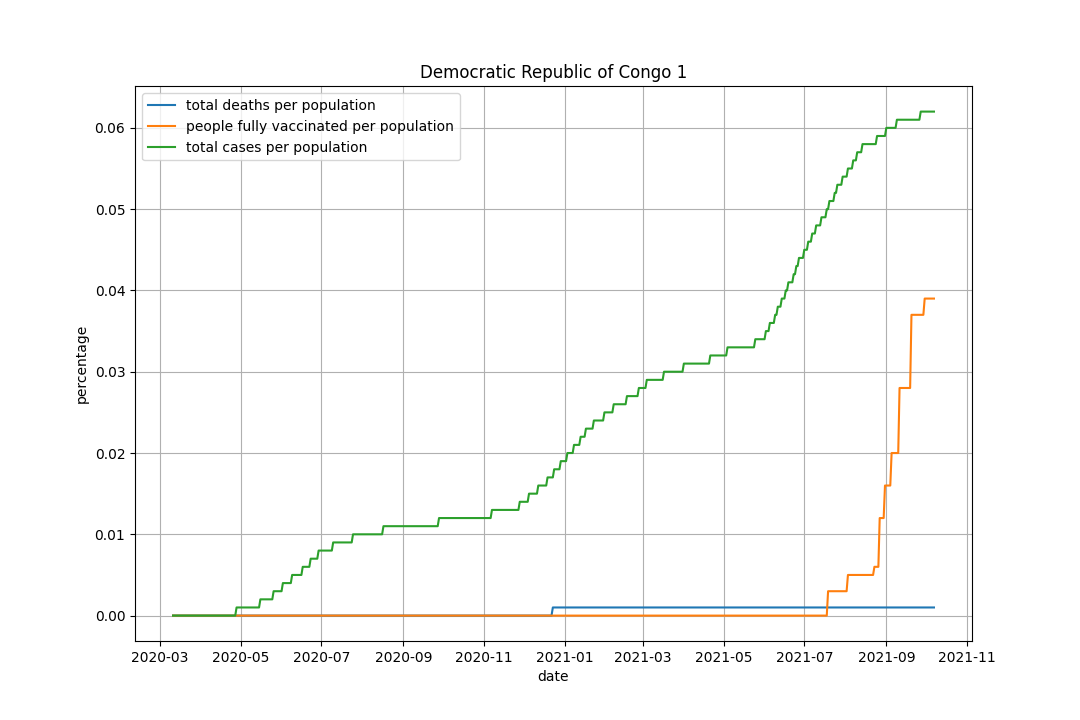 Democratic Republic of Congo 1
total deaths per population
people fully vaccinated per population
total cases per population
0.06
0.05
0.04
0.03
0.02
0.01
0.00
percentage
2020-03 2020-05 2020-07 2020-09 2020-11 2021-01 2021-03 2021-05 2021-07 2021-09 2021-11
date